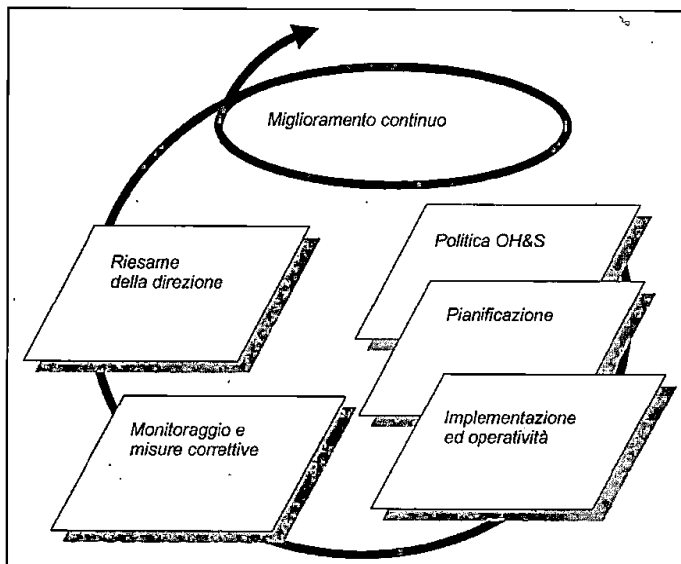 Miglioramento continuo
Politica OH&S
Pianificazione
Implementazione
ed operatività
Monitoraggio e
misure correttive
Riesame
della direzione